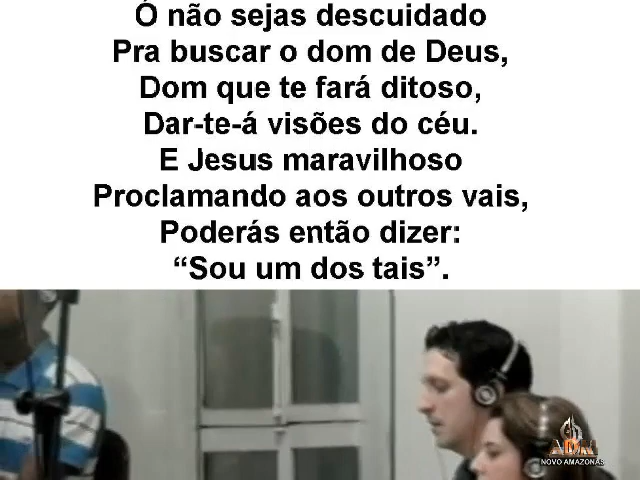 Ó não sejas descuidado
Pra buscar o dom de Deus,
Dom que te fará ditoso,
Dar-te-á visões do céu.
E Jesus maravilhoso
Proclamando aos outros vais,
Poderás então dizer:
“Sou um dos tais”.
NOVO AMAZONAS